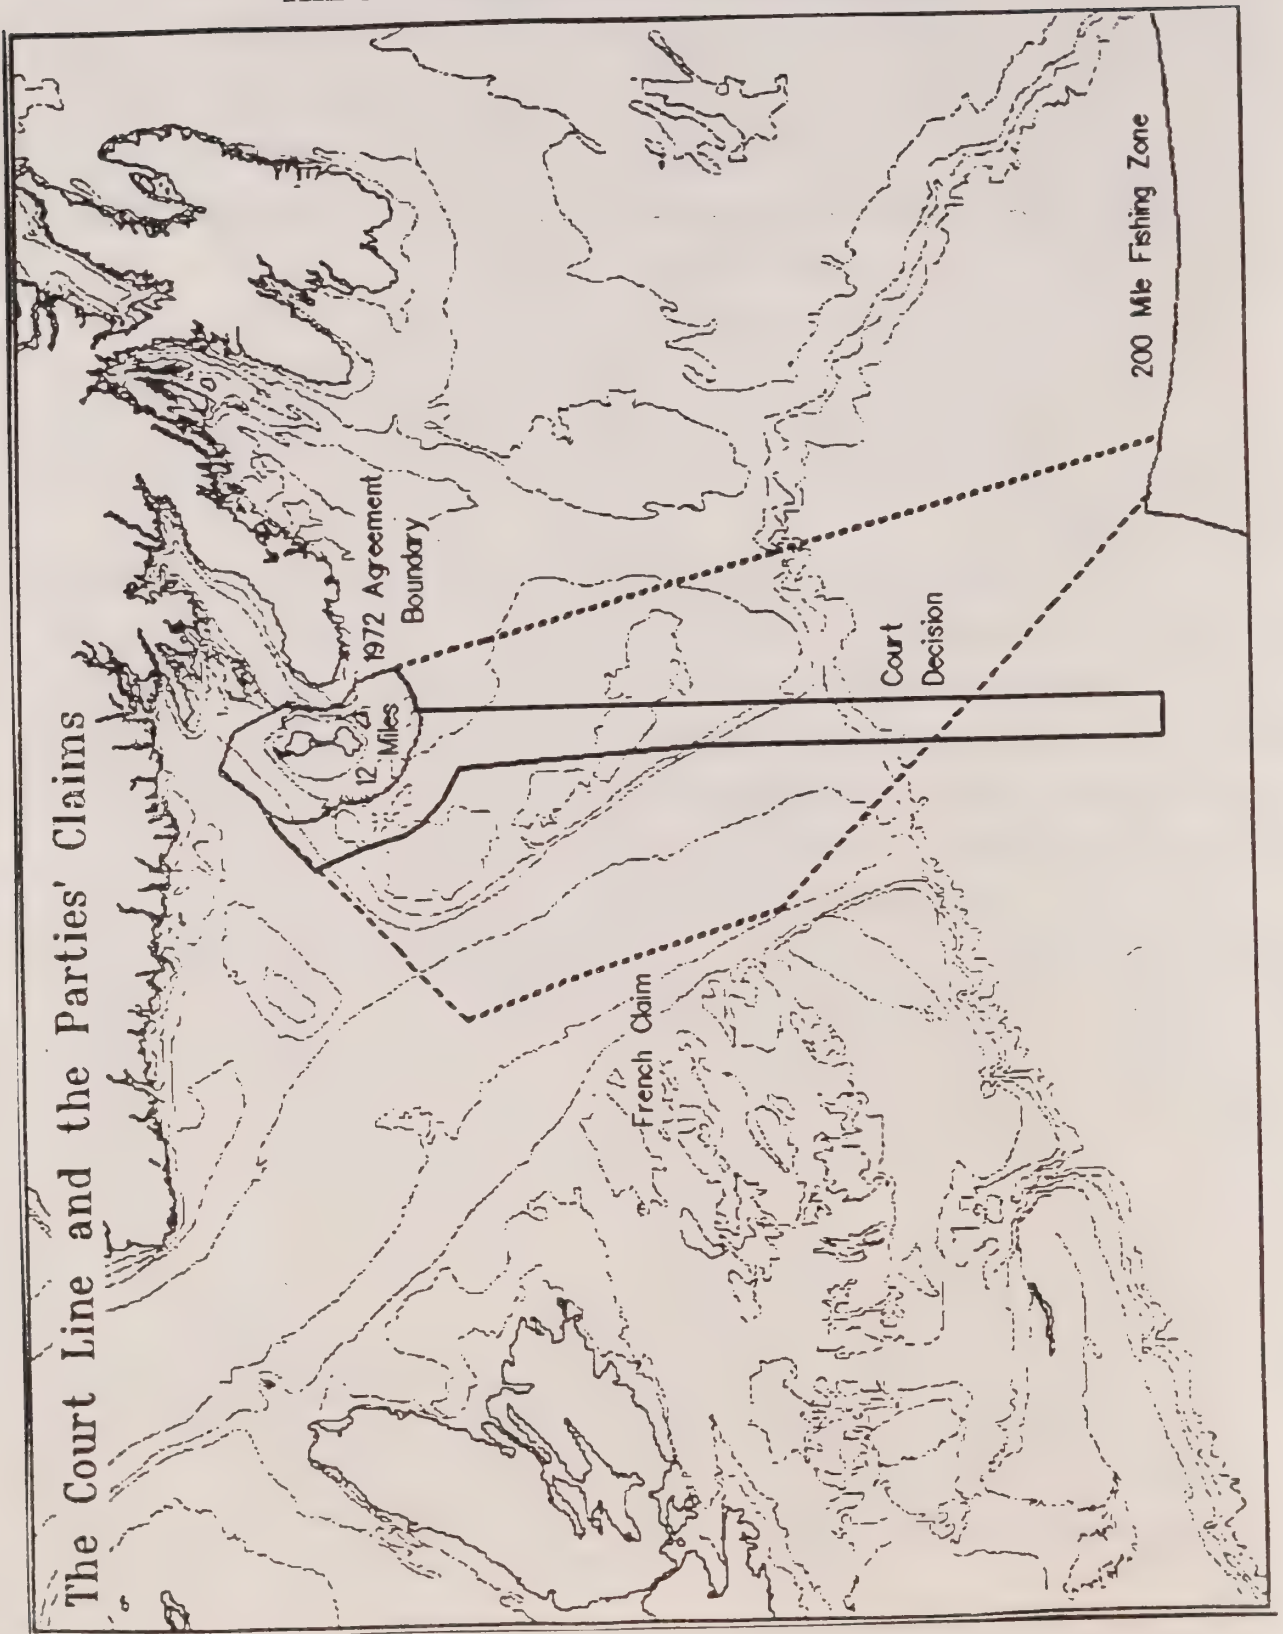 The Court Line and the Parties' Claims
1972 Agreement
Boundary
12
Miles
Court
Decision
200 Mile Fishing Zone
French Claim